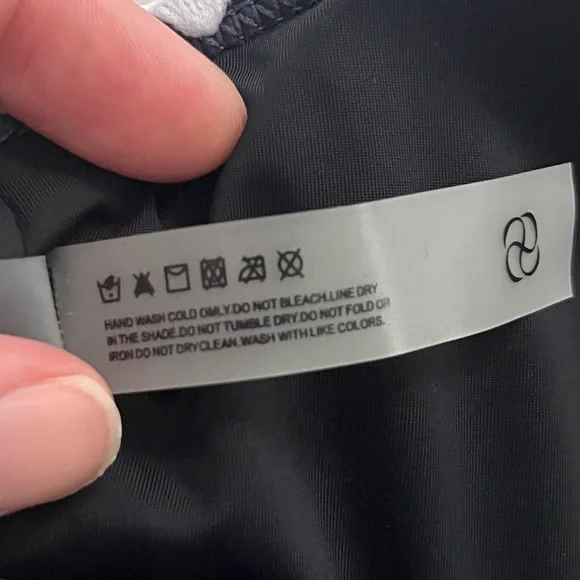 HAND WASH COLD OMLY.DO NOT BLEACH.LINE DRY
IN THE SHADE.DO NOT TUMBLE DRY.DO NOT FOLD OR
IRON DO NOT DRYCLEAN.WASH WITH LIKE COLORS.